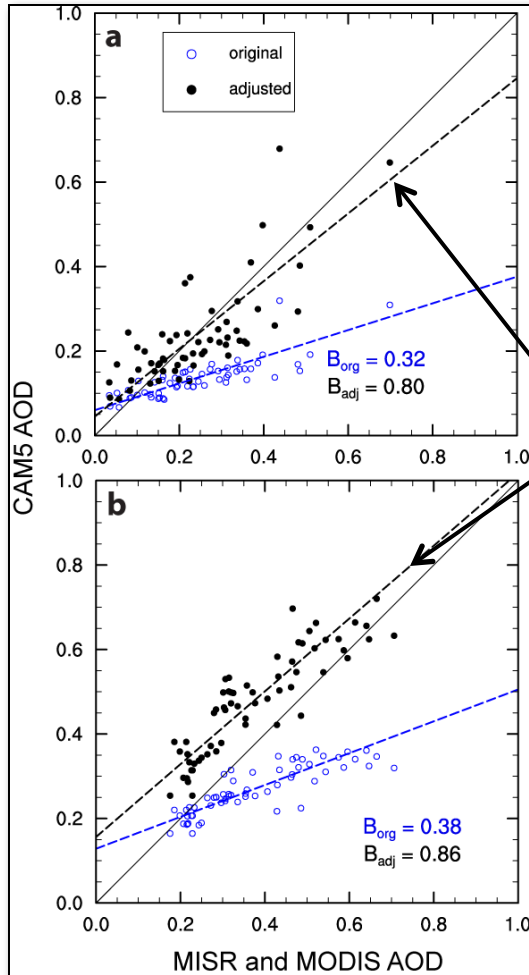 a
original
adjusted
1.0
0.8
0.6
0.4
0.2
0.0
B_org = 0.32
B_adj = 0.80
0.0 0.2 0.4 0.6 0.8 1.0
CAM5 AOD
b
1.0
0.8
0.6
0.4
0.2
0.0
B_org = 0.38
B_adj = 0.86
0.0 0.2 0.4 0.6 0.8 1.0
MISR and MODIS AOD